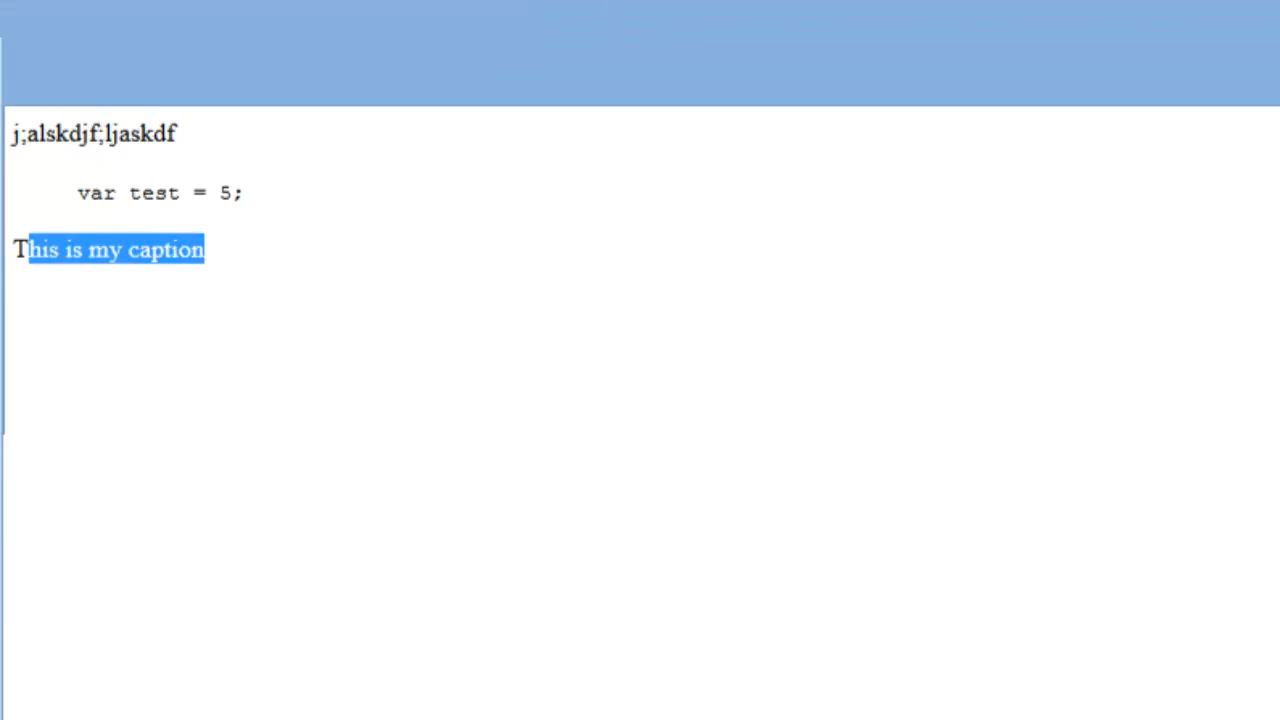 j;alskdjf;ljaskdf
var test = 5;
This is my caption